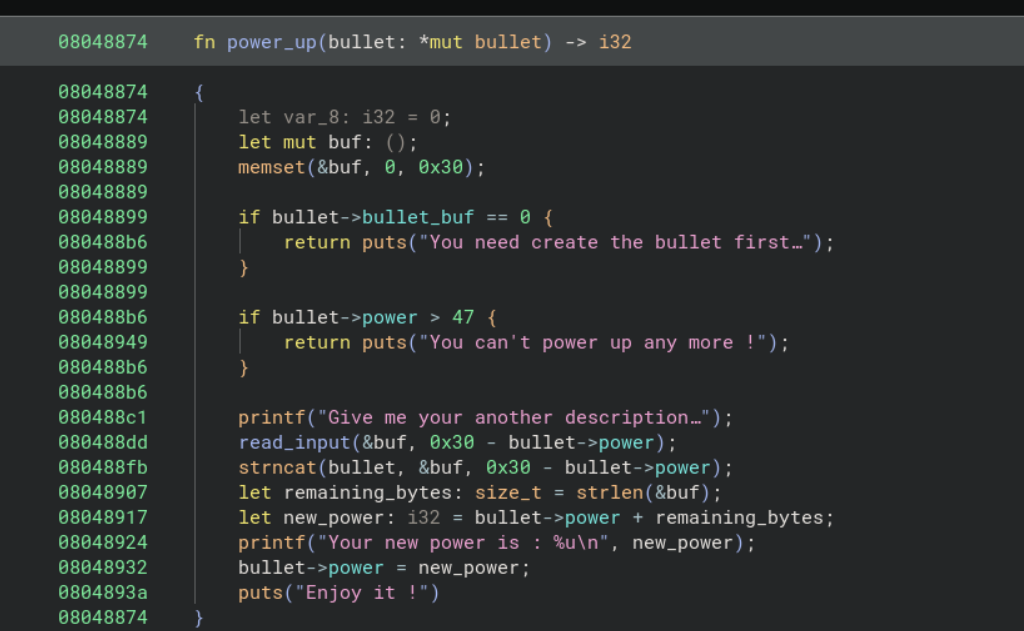 08048874 fn power_up(bullet: *mut bullet) -> i32
08048874 {
08048874 let var_8: i32 = 0;
08048889 let mut buf: ();
08048889 memset(&buf, 0, 0x30);
08048889
08048899 if bullet->bullet_buf == 0 {
080488b6 return puts("You need create the bullet first…");
08048899 }
08048899
080488b6 if bullet->power > 47 {
08048949 return puts("You can't power up any more !");
080488b6 }
080488b6
080488c1 printf("Give me your another description…");
080488dd read_input(&buf, 0x30 - bullet->power);
080488fb strncat(bullet, &buf, 0x30 - bullet->power);
08048907 let remaining_bytes: size_t = strlen(&buf);
08048917 let new_power: i32 = bullet->power + remaining_bytes;
08048924 printf("Your new power is : %u\n", new_power);
08048932 bullet->power = new_power;
0804893a puts("Enjoy it !")
08048874 }